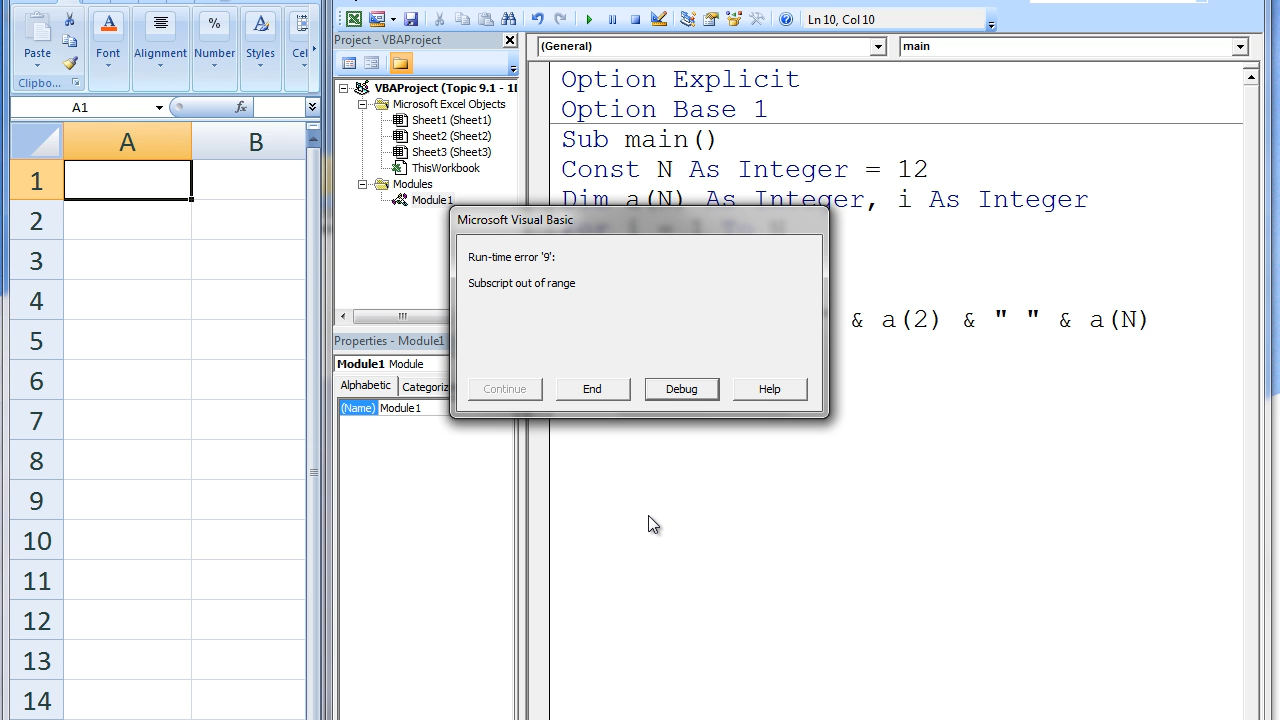 Paste
Font
Alignment
Number
Styles
Cel
Clipbo...
A1
fx
A
B
1
2
3
4
5
6
7
8
9
10
11
12
13
14
Ln 10, Col 10
Project - VBAProject
VBAProject (Topic 9.1 - 1
Microsoft Excel Objects
Sheet1 (Sheet1)
Sheet2 (Sheet2)
Sheet3 (Sheet3)
ThisWorkbook
Modules
Module1
Properties - Module1
Module1 Module
Alphabetic
Categoriz
(Name) Module1
(General)
main
Option Explicit
Option Base 1
Sub main()
Const N As Integer = 12
Dim a(N) As Integer, i As Integer
& a(2) & " " & a(N)
Microsoft Visual Basic
Run-time error '9':
Subscript out of range
Continue
End
Debug
Help